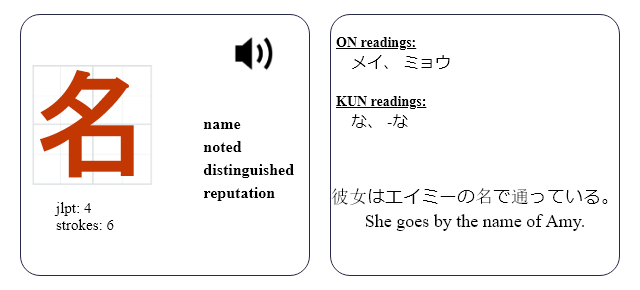 名
name
noted
distinguished
reputation
jlpt: 4
strokes: 6
ON readings:
メイ、 ミョウ
KUN readings:
な、 -な
彼女はエイミーの名で通っている。
She goes by the name of Amy.